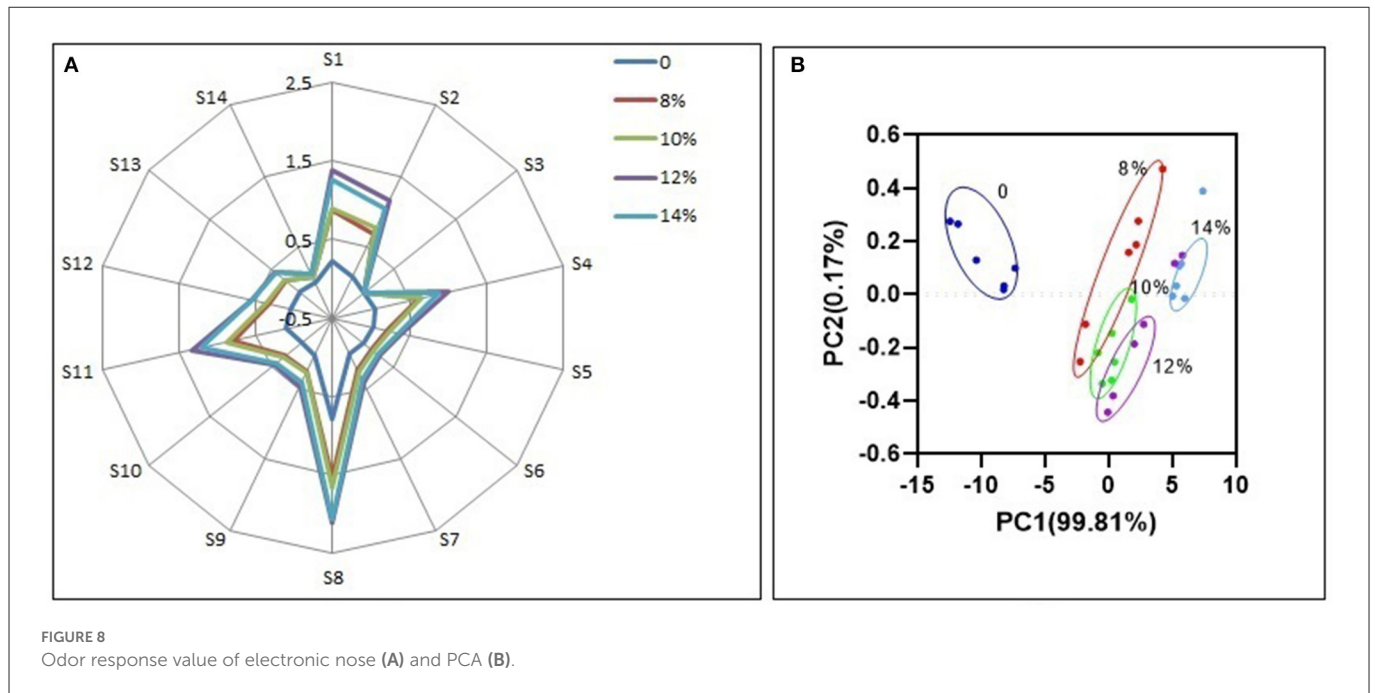 A
S1
S2
S3
S4
S5
S6
S7
S8
S9
S10
S11
S12
S13
S14
2.5
1.5
0.5
-0.5
0
8%
10%
12%
14%
B
0.6
0.4
0.2
0.0
-0.2
-0.4
-0.6
-15
-10
-5
0
5
10
PC2(0.17%)
PC1(99.81%)
0
8%
14%
10%
12%
FIGURE 8
Odor response value of electronic nose (A) and PCA (B).